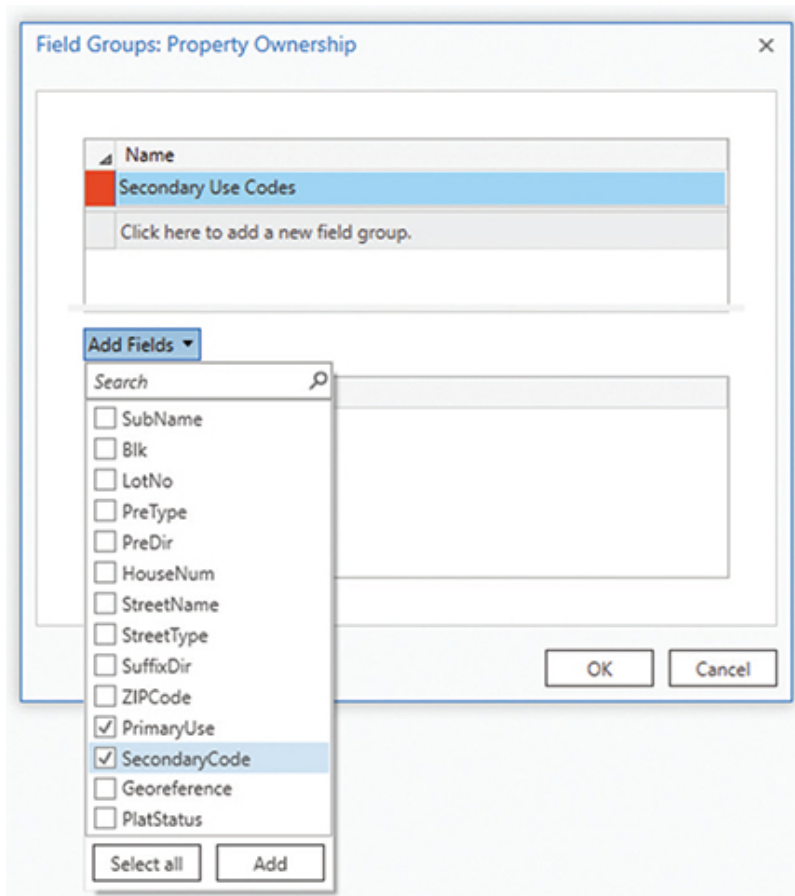 Field Groups: Property Ownership
Name
Secondary Use Codes
Click here to add a new field group.
Add Fields
Search
SubName
Blk
LotNo
PreType
PreDir
HouseNum
StreetName
StreetType
SuffixDir
ZIPCode
PrimaryUse
SecondaryCode
Georeference
PlatStatus
Select all Add
OK Cancel